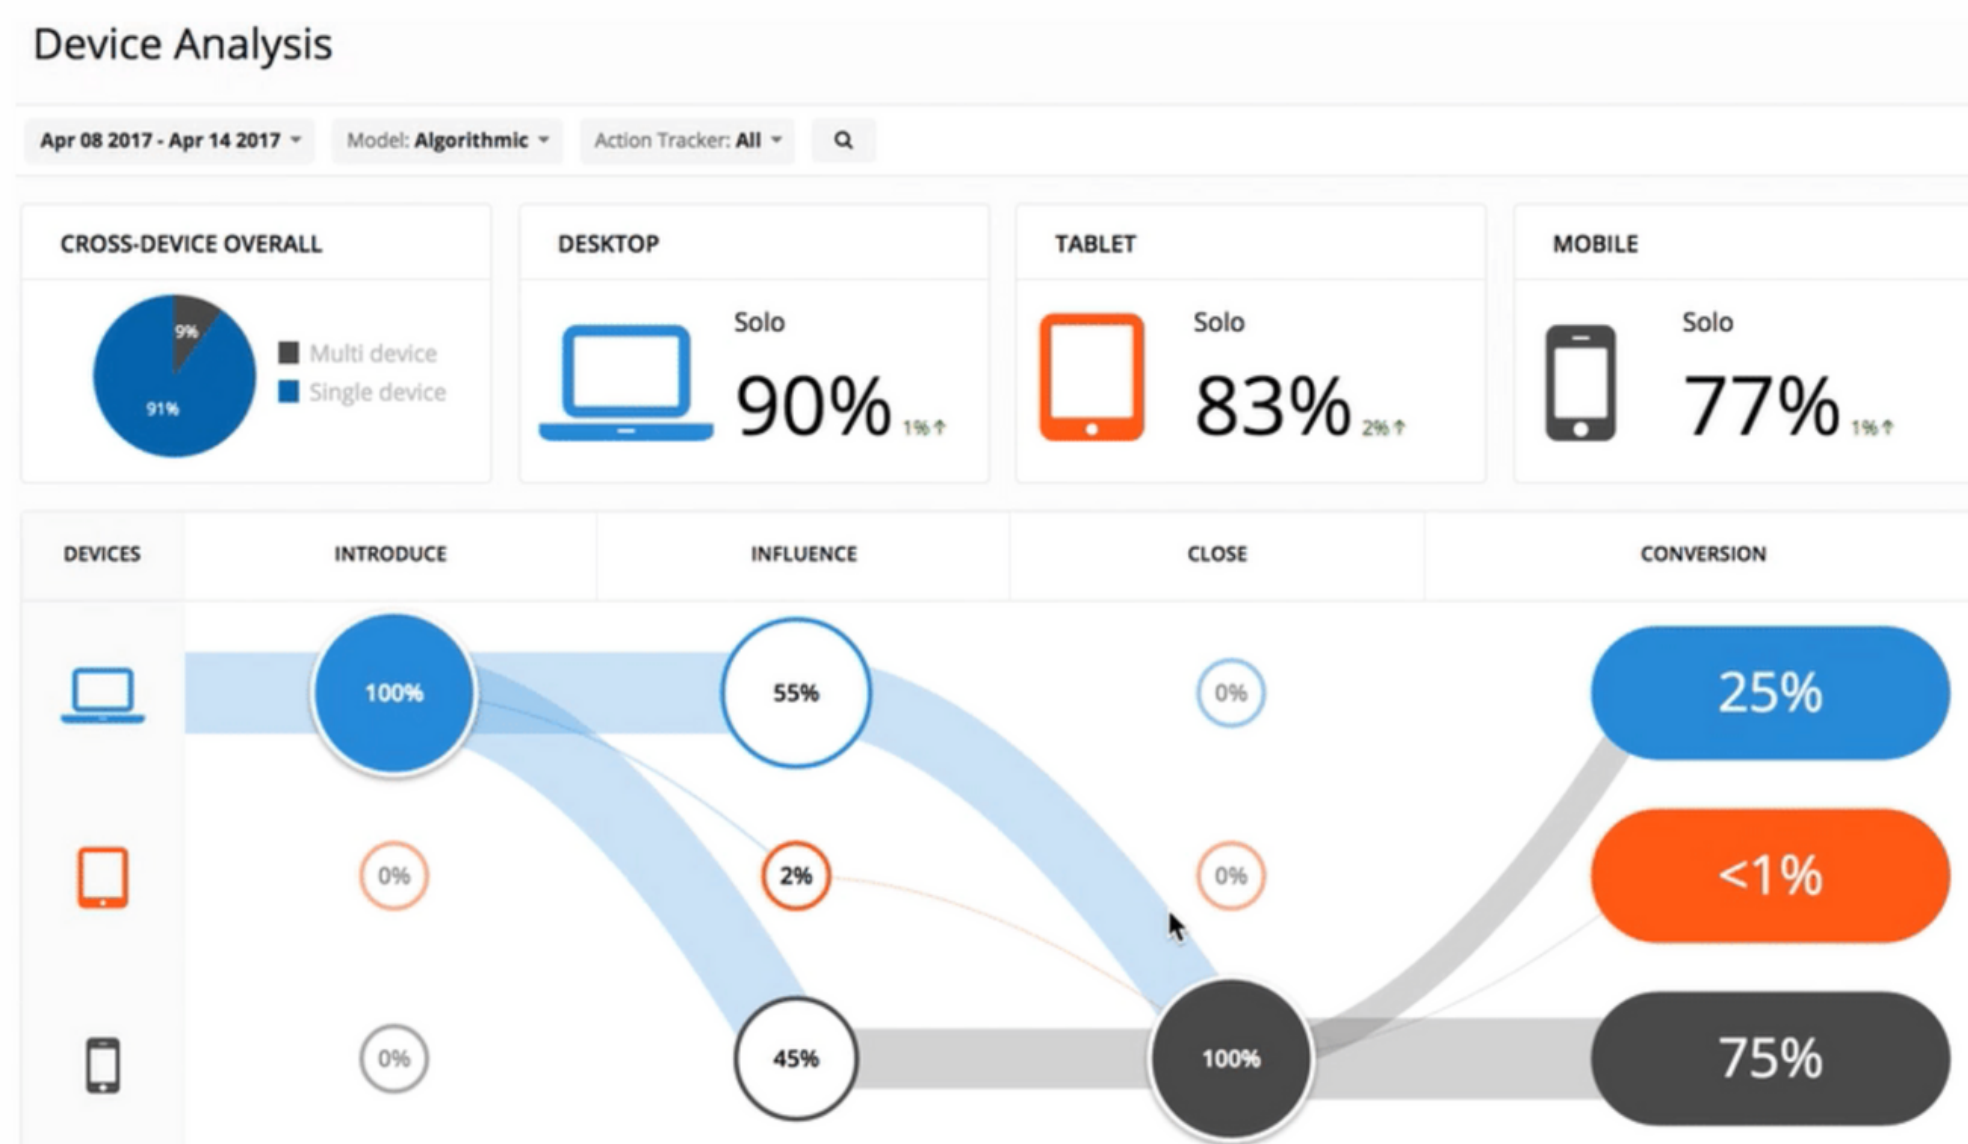 Device Analysis
Apr 08 2017 - Apr 14 2017
Model: Algorithmic
Action Tracker: All
CROSS-DEVICE OVERALL
9%
91%
Multi device
Single device
DESKTOP
Solo
90% 1%↑
TABLET
Solo
83% 2%↑
MOBILE
Solo
77% 1%↑
DEVICES INTRODUCE INFLUENCE CLOSE CONVERSION
100% 55% 0% 25%
0% 2% 0% <1%
0% 45% 100% 75%